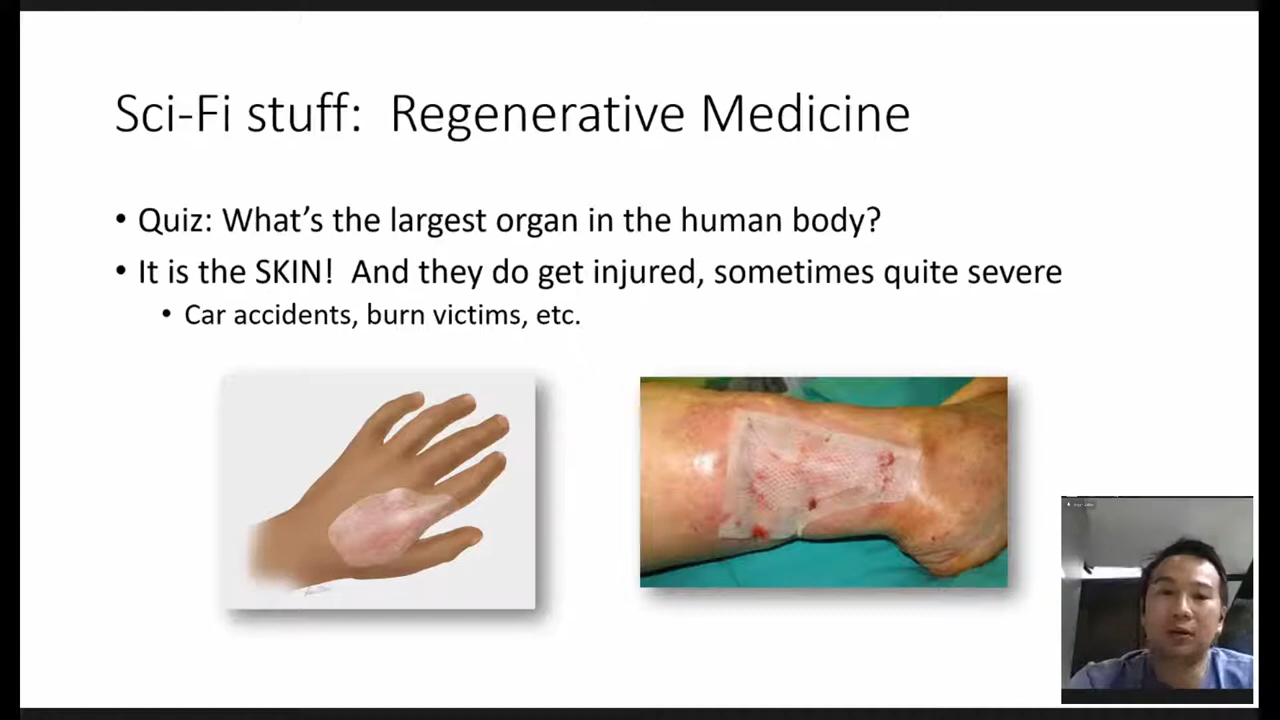 Sci-Fi stuff: Regenerative Medicine
• Quiz: What’s the largest organ in the human body?
• It is the SKIN! And they do get injured, sometimes quite severe
• Car accidents, burn victims, etc.